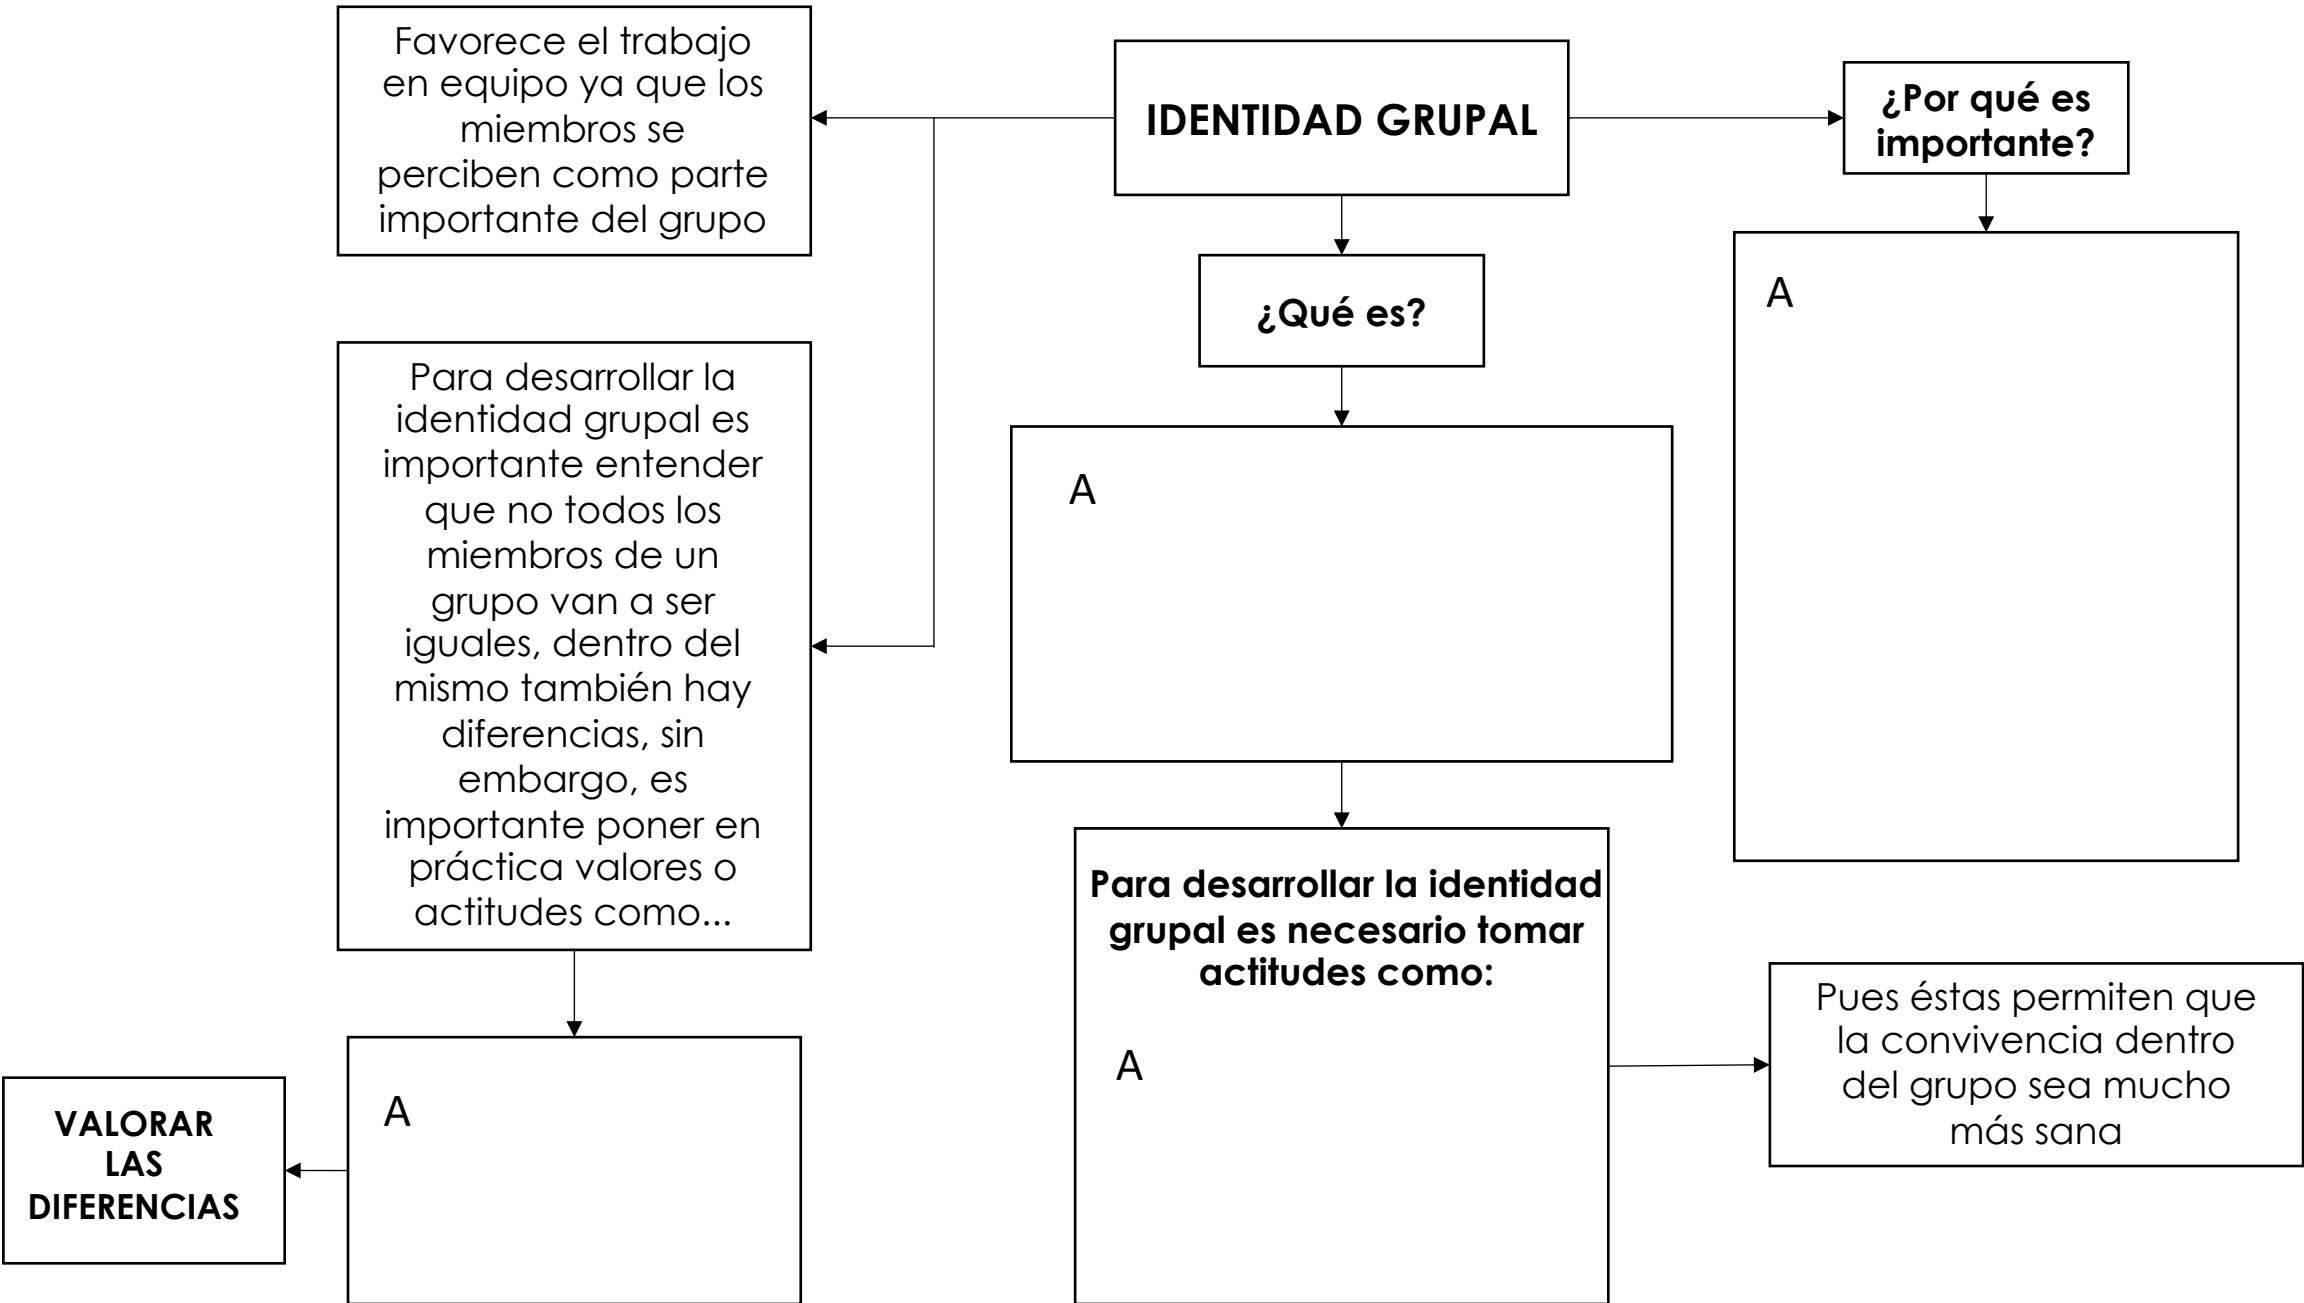 Favorece el trabajo
en equipo ya que los
miembros se
perciben como parte
importante del grupo
IDENTIDAD GRUPAL
¿Por qué es
importante?
A
¿Qué es?
A
Para desarrollar la
identidad grupal es
importante entender
que no todos los
miembros de un
grupo van a ser
iguales, dentro del
mismo también hay
diferencias, sin
embargo, es
importante poner en
práctica valores o
actitudes como...
Para desarrollar la identidad
grupal es necesario tomar
actitudes como:
A
Pues éstas permiten que
la convivencia dentro
del grupo sea mucho
más sana
A
VALORAR
LAS
DIFERENCIAS